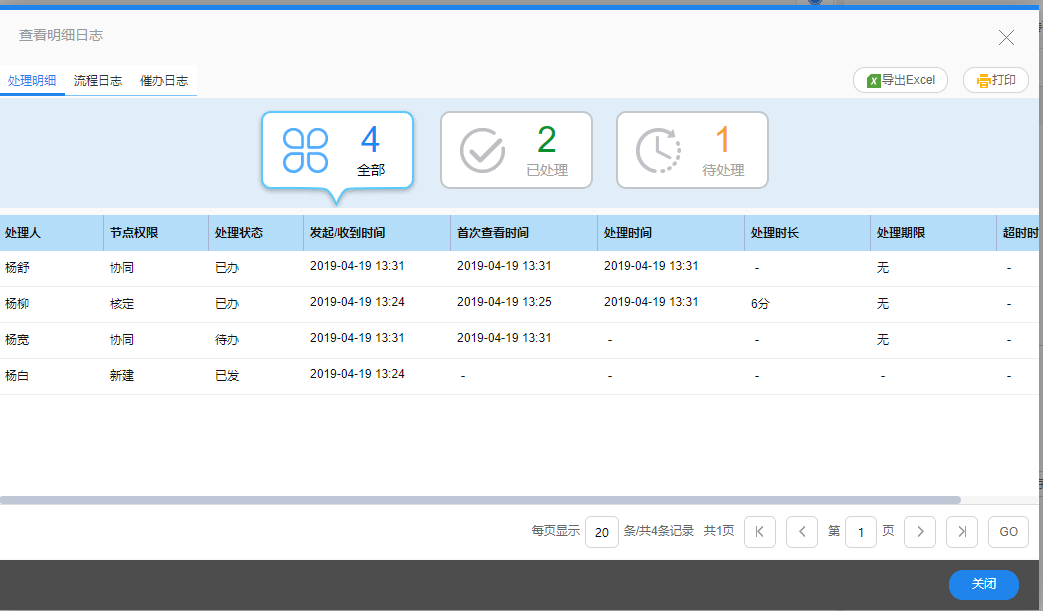 查看明细日志
处理明细 流程日志 催办日志 导出Excel 打印
4 2 1
全部 已处理 待处理
处理人 节点权限 处理状态 发起/收到时间 首次查看时间 处理时间 处理时长 处理期限 超时时
杨舒 协同 已办 2019-04-19 13:31 2019-04-19 13:31 2019-04-19 13:31 - 无 -
杨柳 核定 已办 2019-04-19 13:24 2019-04-19 13:25 2019-04-19 13:31 6分 无 -
杨宽 协同 待办 2019-04-19 13:31 2019-04-19 13:31 - - 无 -
杨白 新建 已发 2019-04-19 13:24 - - - - -
每页显示 20 条/共4条记录 共1页 第 1 页 GO
关闭